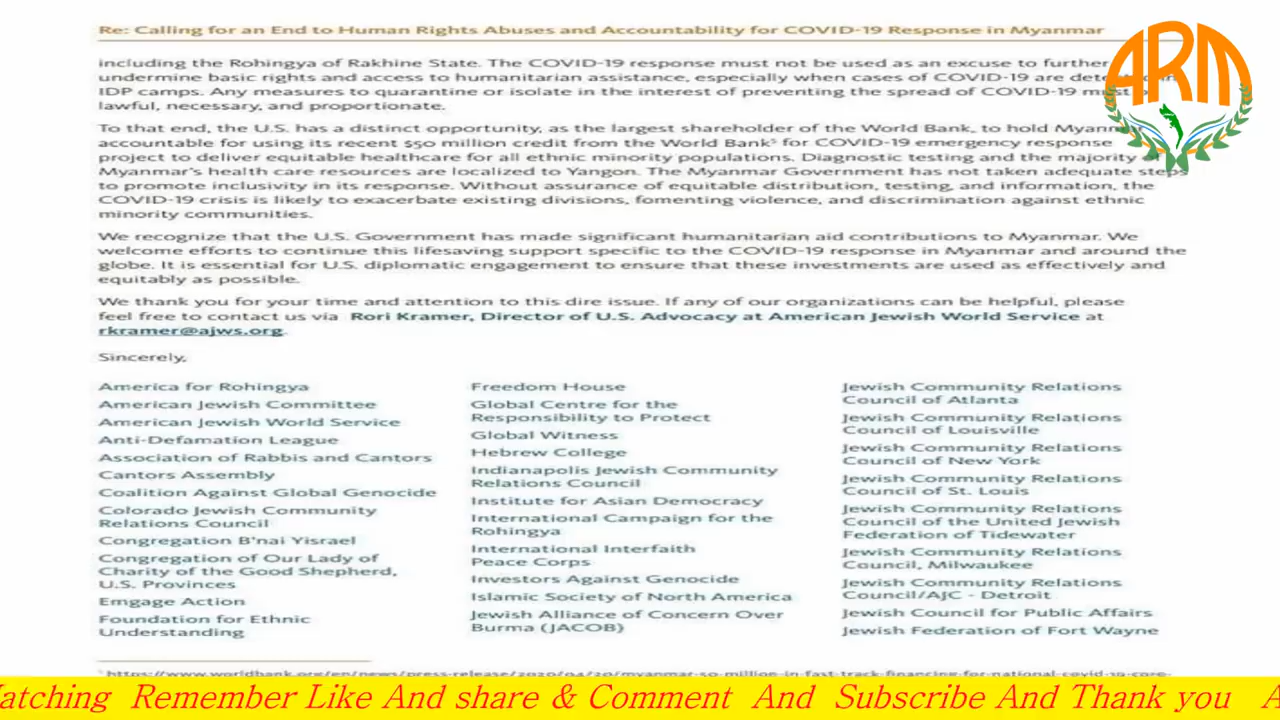 Re: Calling for an End to Human Rights Abuses and Accountability for COVID-19 Response in Myanmar
ARM
including the Rohingya of Rakhine State. The COVID-19 response must not be used as an excuse to further
undermine basic rights and access to humanitarian assistance, especially when cases of COVID-19 are in
IDP camps. Any measures to quarantine or isolate in the interest of preventing the spread of COVID-19 must
lawful, necessary, and proportionate.
To that end, the U.S. has a distinct opportunity, as the largest shareholder of the World Bank, to hold Myanmar
accountable for using its recent $50 million credit from the World Bank⁵ for COVID-19 emergency response
project to deliver equitable healthcare for all ethnic minority populations. Diagnostic testing and the majority of
Myanmar's health care resources are localized to Yangon. The Myanmar Government has not taken adequate steps
to promote inclusivity in its response. Without assurance of equitable distribution, testing, and information, the
COVID-19 crisis is likely to exacerbate existing divisions, fomenting violence, and discrimination against ethnic
minority communities.
We recognize that the U.S. Government has made significant humanitarian aid contributions to Myanmar. We
welcome efforts to continue this lifesaving support specific to the COVID-19 response in Myanmar and around the
globe. It is essential for U.S. diplomatic engagement to ensure that these investments are used as effectively and
equitably as possible.
We thank you for your time and attention to this dire issue. If any of our organizations can be helpful, please
feel free to contact us via Rori Kramer, Director of U.S. Advocacy at American Jewish World Service at
rkramer@ajws.org.
Sincerely,
America for Rohingya
American Jewish Committee
American Jewish World Service
Anti-Defamation League
Association of Rabbis and Cantors
Cantors Assembly
Coalition Against Global Genocide
Colorado Jewish Community
Relations Council
Congregation B'nai Yisrael
Congregation of Our Lady of
Charity of the Good Shepherd,
U.S. Provinces
Emgage Action
Foundation for Ethnic
Understanding
Freedom House
Global Centre for the
Responsibility to Protect
Global Witness
Hebrew College
Indianapolis Jewish Community
Relations Council
Institute for Asian Democracy
International Campaign for the
Rohingya
International Interfaith
Peace Corps
Investors Against Genocide
Islamic Society of North America
Jewish Alliance of Concern Over
Burma (JACOB)
Jewish Community Relations
Council of Atlanta
Jewish Community Relations
Council of Louisville
Jewish Community Relations
Council of New York
Jewish Community Relations
Council of St. Louis
Jewish Community Relations
Council of the United Jewish
Federation of Tidewater
Jewish Community Relations
Council, Milwaukee
Jewish Community Relations
Council/AJC - Detroit
Jewish Council for Public Affairs
Jewish Federation of Fort Wayne
atching Remember Like And share & Comment And Subscribe And Thank you A